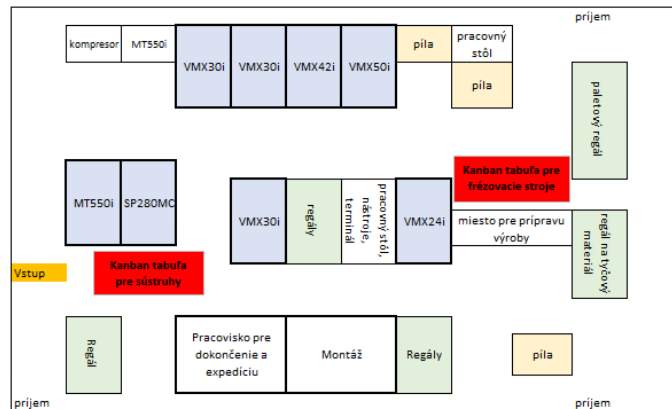 príjem
kompresor
MT550i
VMX30i
VMX30i
VMX42i
VMX50i
píla
pracovný
stôl
píla
paletový regál
MT550i
SP280MC
VMX30i
regály
pracovný stôl,
nástroje,
terminál
VMX24i
Kanban tabuľa pre
frézovacie stroje
miesto pre prípravu
výroby
regál na tyčový
materiál
Vstup
Kanban tabuľa
pre sústruhy
Regál
Pracovisko pre
dokončenie a
expedíciu
Montáž
Regály
píla
príjem
príjem